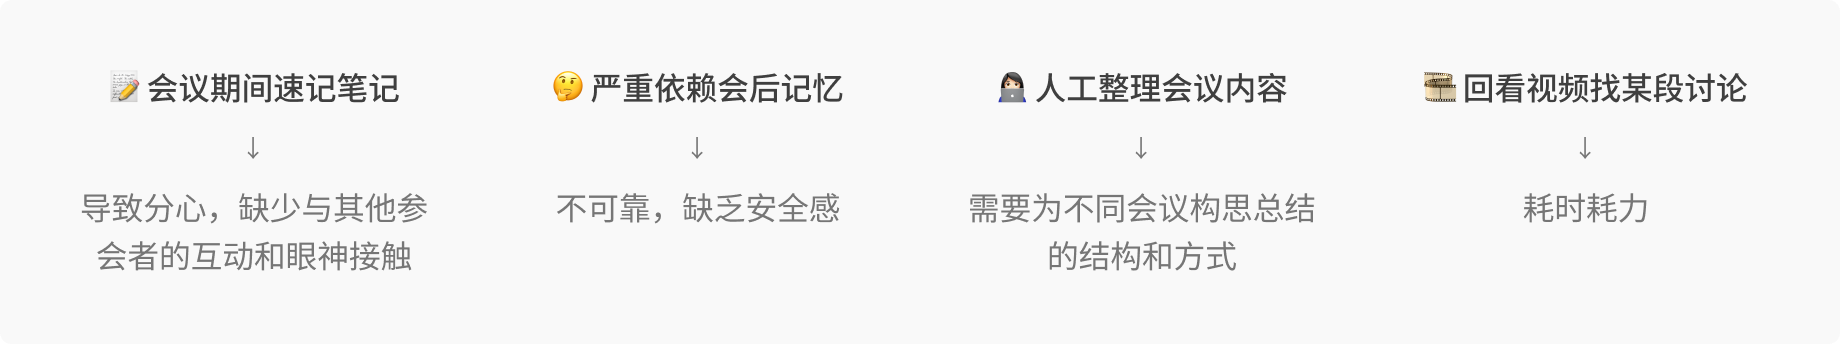 📝 会议期间速记笔记
↓
导致分心，缺少与其他参
会者的互动和眼神接触
🤔 严重依赖会后记忆
↓
不可靠，缺乏安全感
👩🏻‍💻 人工整理会议内容
↓
需要为不同会议构思总结
的结构和方式
🎞️ 回看视频找某段讨论
↓
耗时耗力